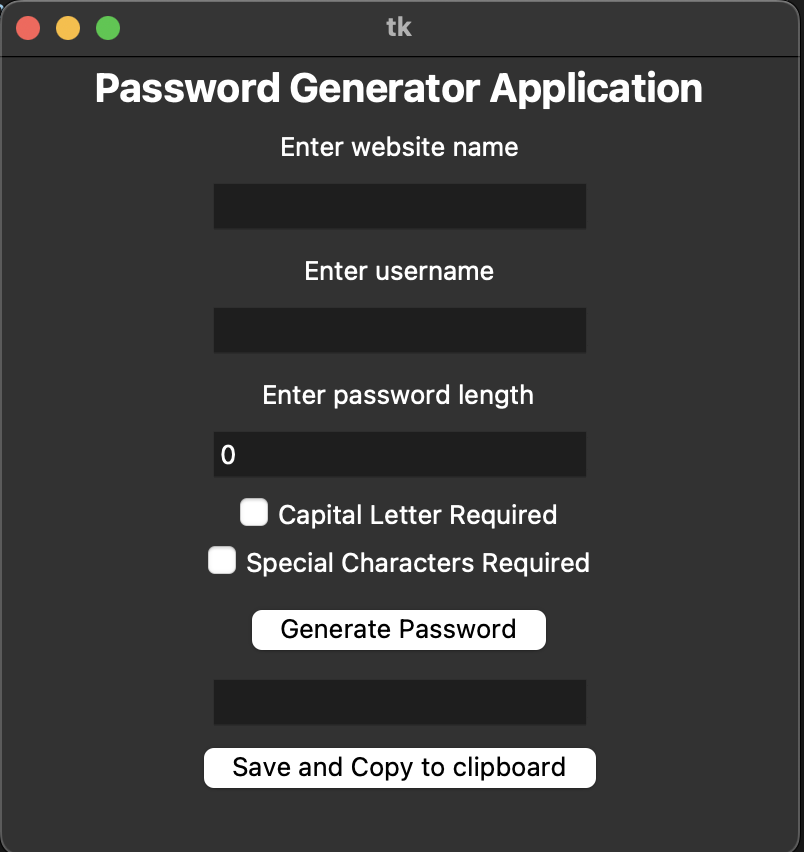 tk
Password Generator Application
Enter website name
Enter username
Enter password length
0
Capital Letter Required
Special Characters Required
Generate Password
Save and Copy to clipboard